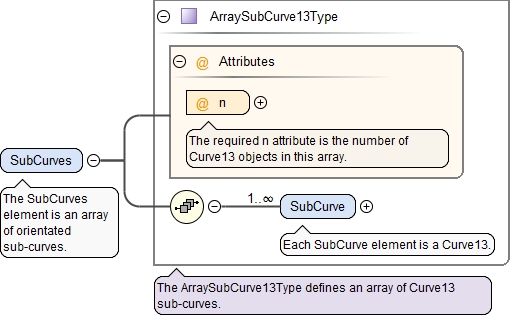 ArraySubCurve13Type
@ Attributes
@ n
The required n attribute is the number of
Curve13 objects in this array.
SubCurves
The SubCurves
element is an array
of orientated
sub-curves.
1..∞
SubCurve
Each SubCurve element is a Curve13.
The ArraySubCurve13Type defines an array of Curve13
sub-curves.